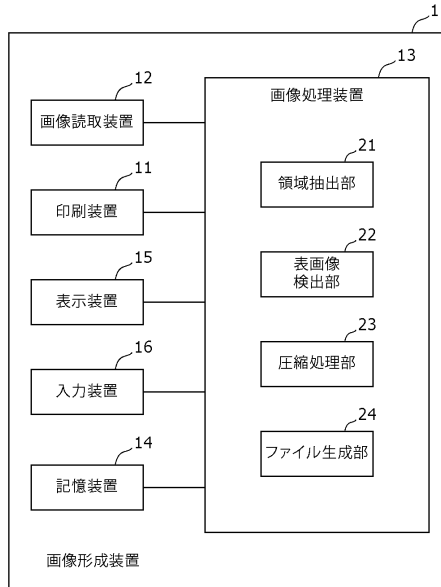 1
13
画像処理装置
12
画像読取装置
21
領域抽出部
11
印刷装置
22
表画像
検出部
15
表示装置
23
圧縮処理部
16
入力装置
24
ファイル生成部
14
記憶装置
画像形成装置